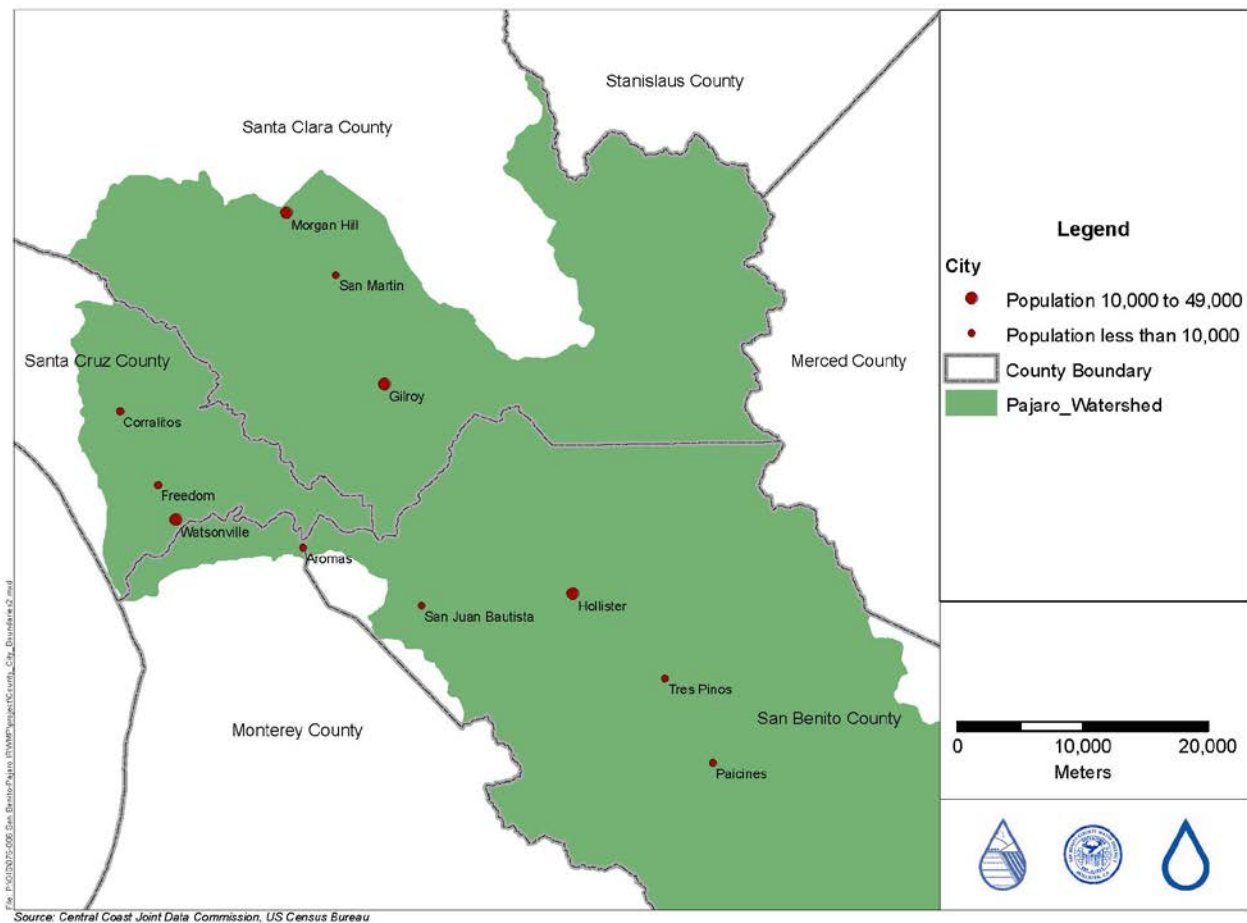 Stanislaus County
Santa Clara County
Morgan Hill
San Martin
Santa Cruz County
Merced County
Gilroy
Corralitos
Freedom
Watsonville
Aromas
San Juan Bautista
Hollister
Tres Pinos
San Benito County
Monterey County
Paicines
Legend
City
Population 10,000 to 49,000
Population less than 10,000
County Boundary
Pajaro_Watershed
0 10,000 20,000
Meters
Source: Central Coast Joint Data Commission, US Census Bureau